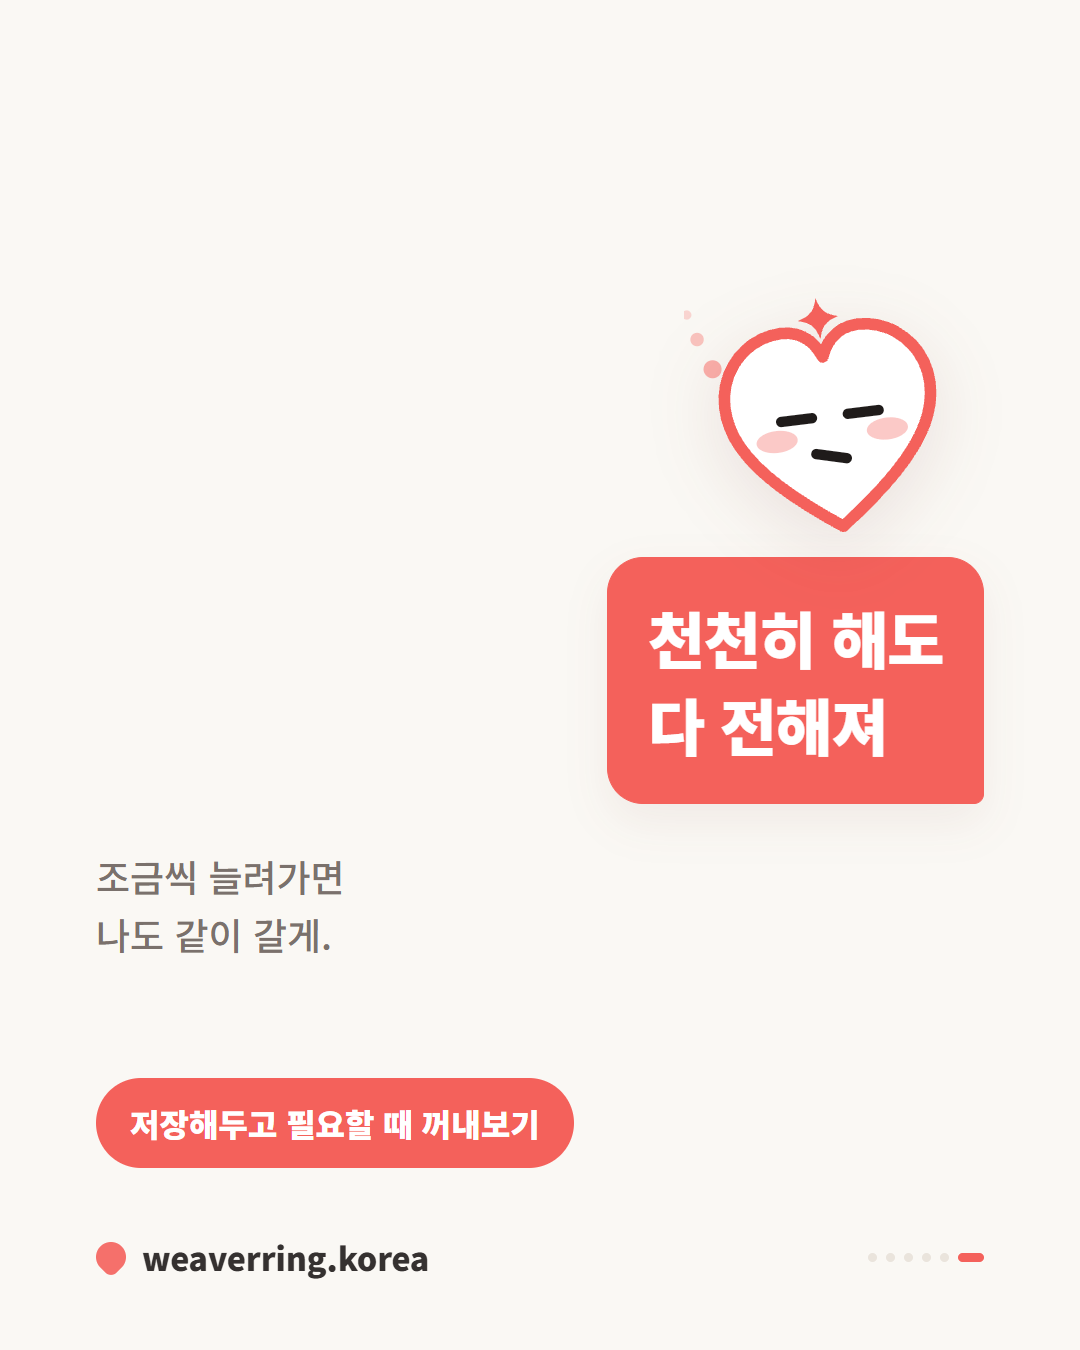 천천히 해도
다 전해져
조금씩 늘려가면
나도 같이 갈게.
저장해두고 필요할 때 꺼내보기
weaverring.korea